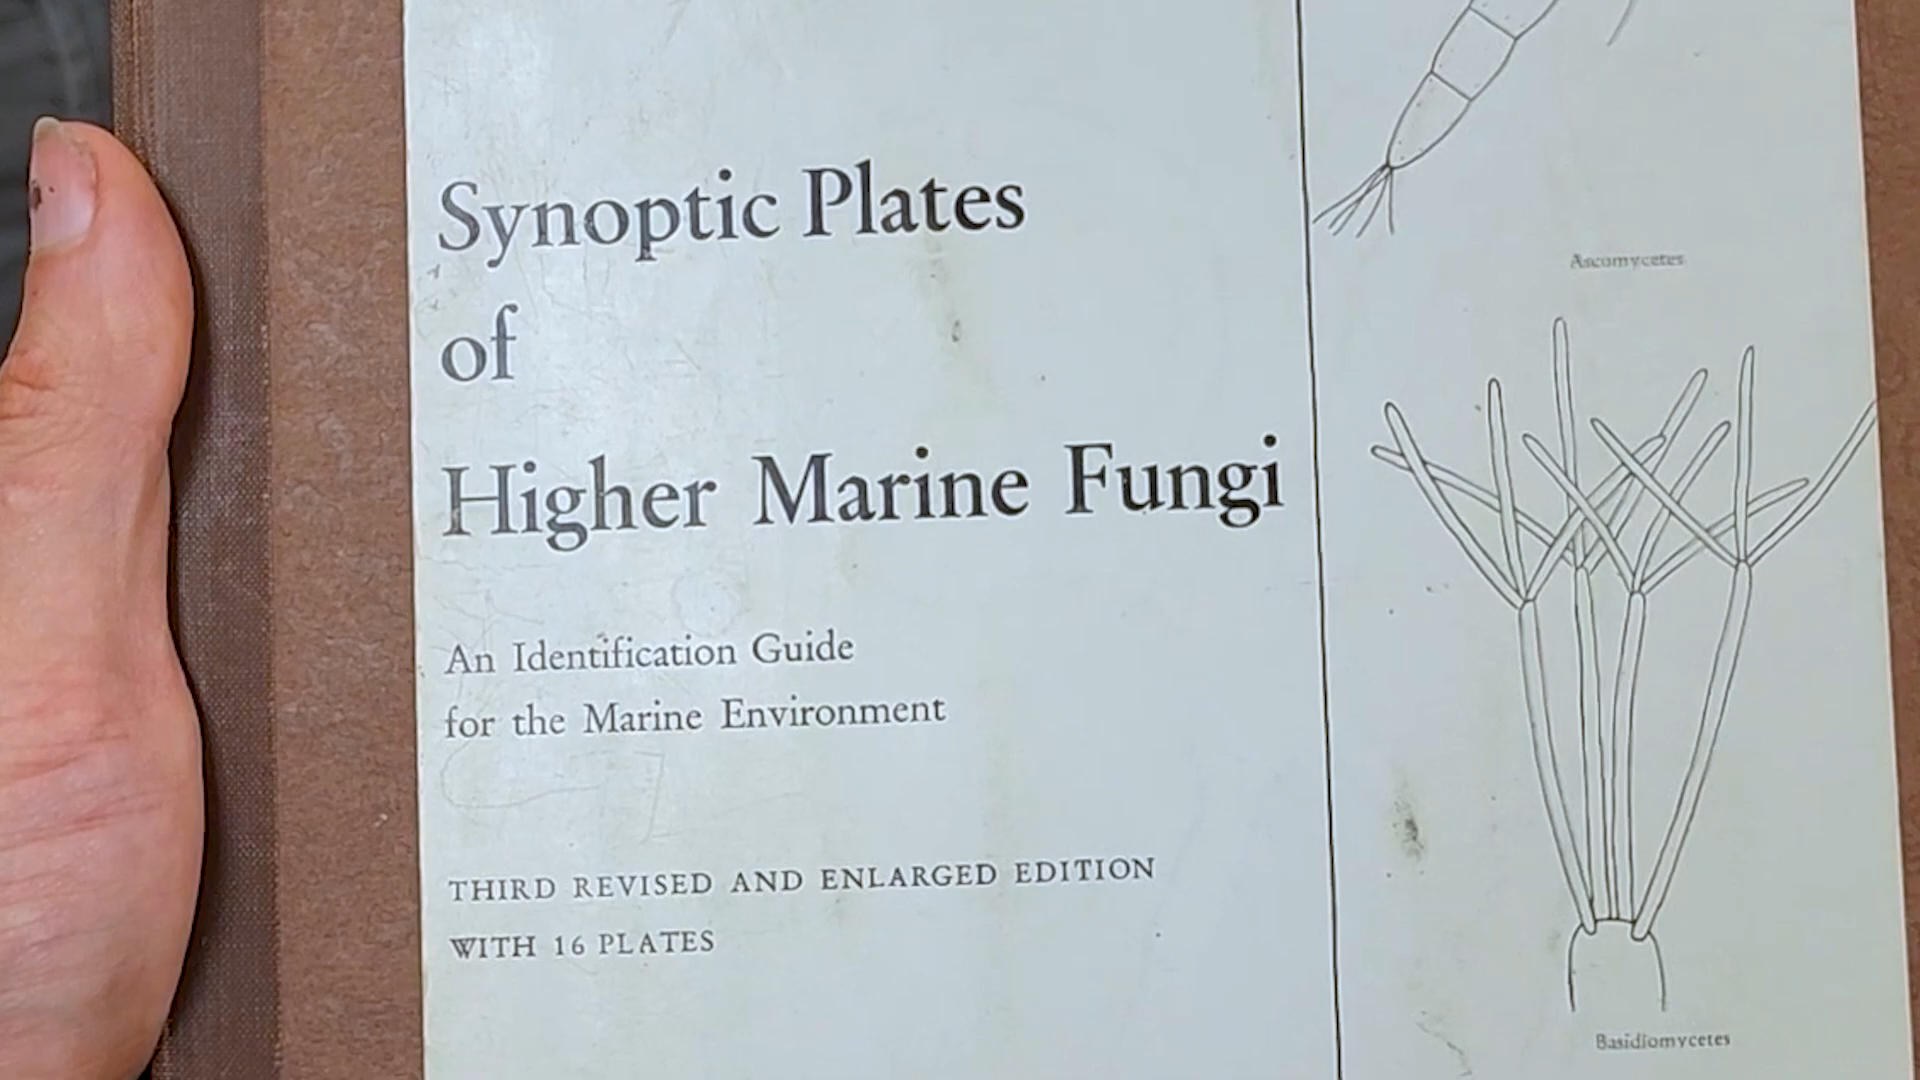 Synoptic Plates
of
Higher Marine Fungi
An Identification Guide
for the Marine Environment
THIRD REVISED AND ENLARGED EDITION
WITH 16 PLATES
Ascomycetes
Basidiomycetes